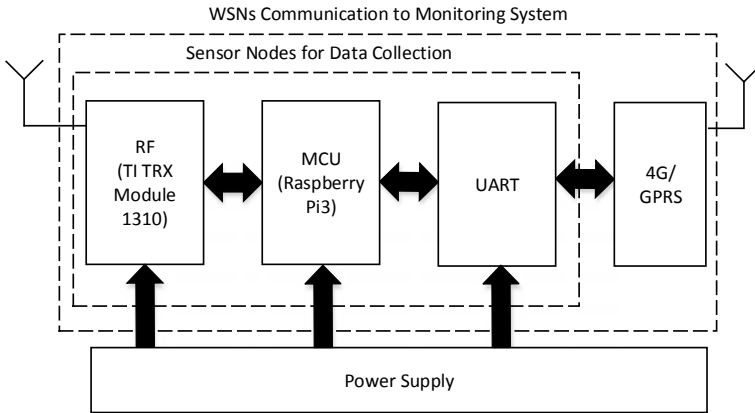 WSNs Communication to Monitoring System
Sensor Nodes for Data Collection
RF
(TI TRX
Module
1310)
MCU
(Raspberry
Pi3)
UART
4G/
GPRS
Power Supply